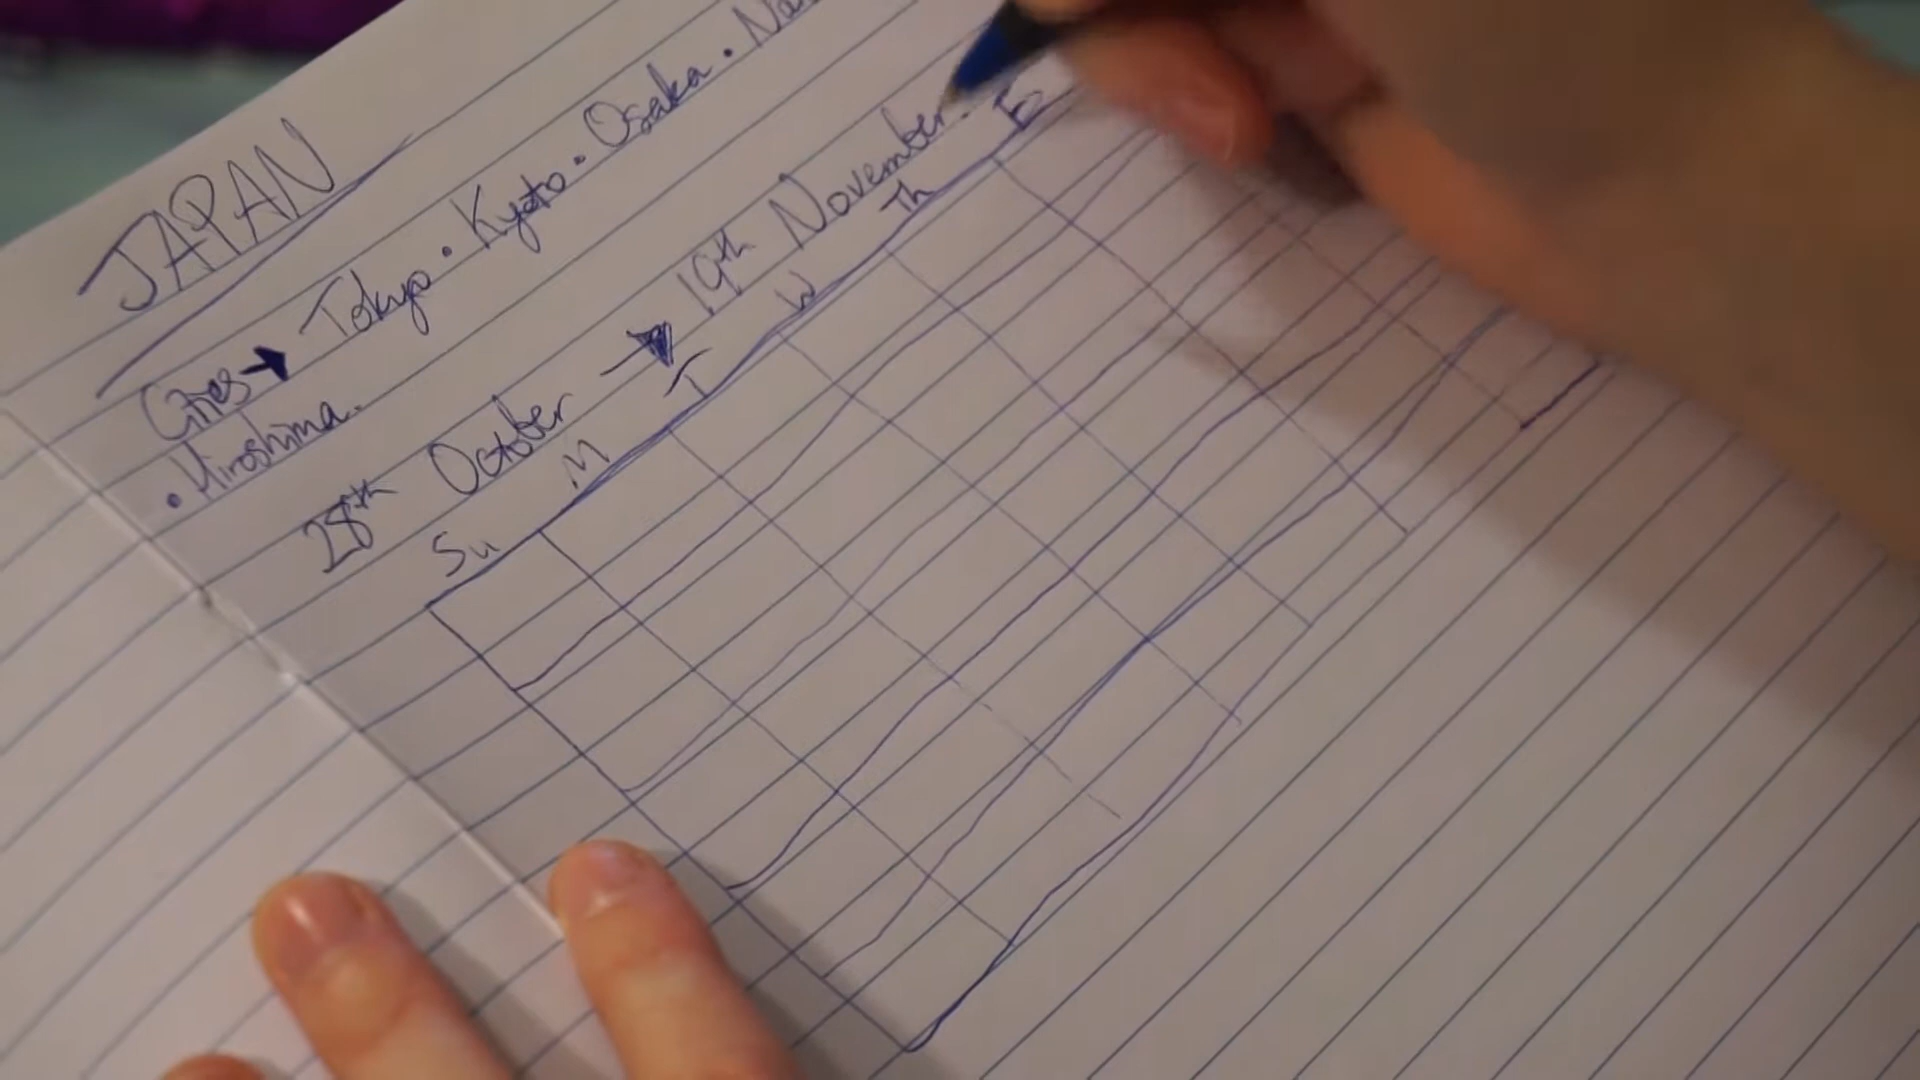 JAPAN
Cities → Tokyo • Kyoto • Osaka •
• Hiroshima.
28th October → 19th November.
Su M T W Th F